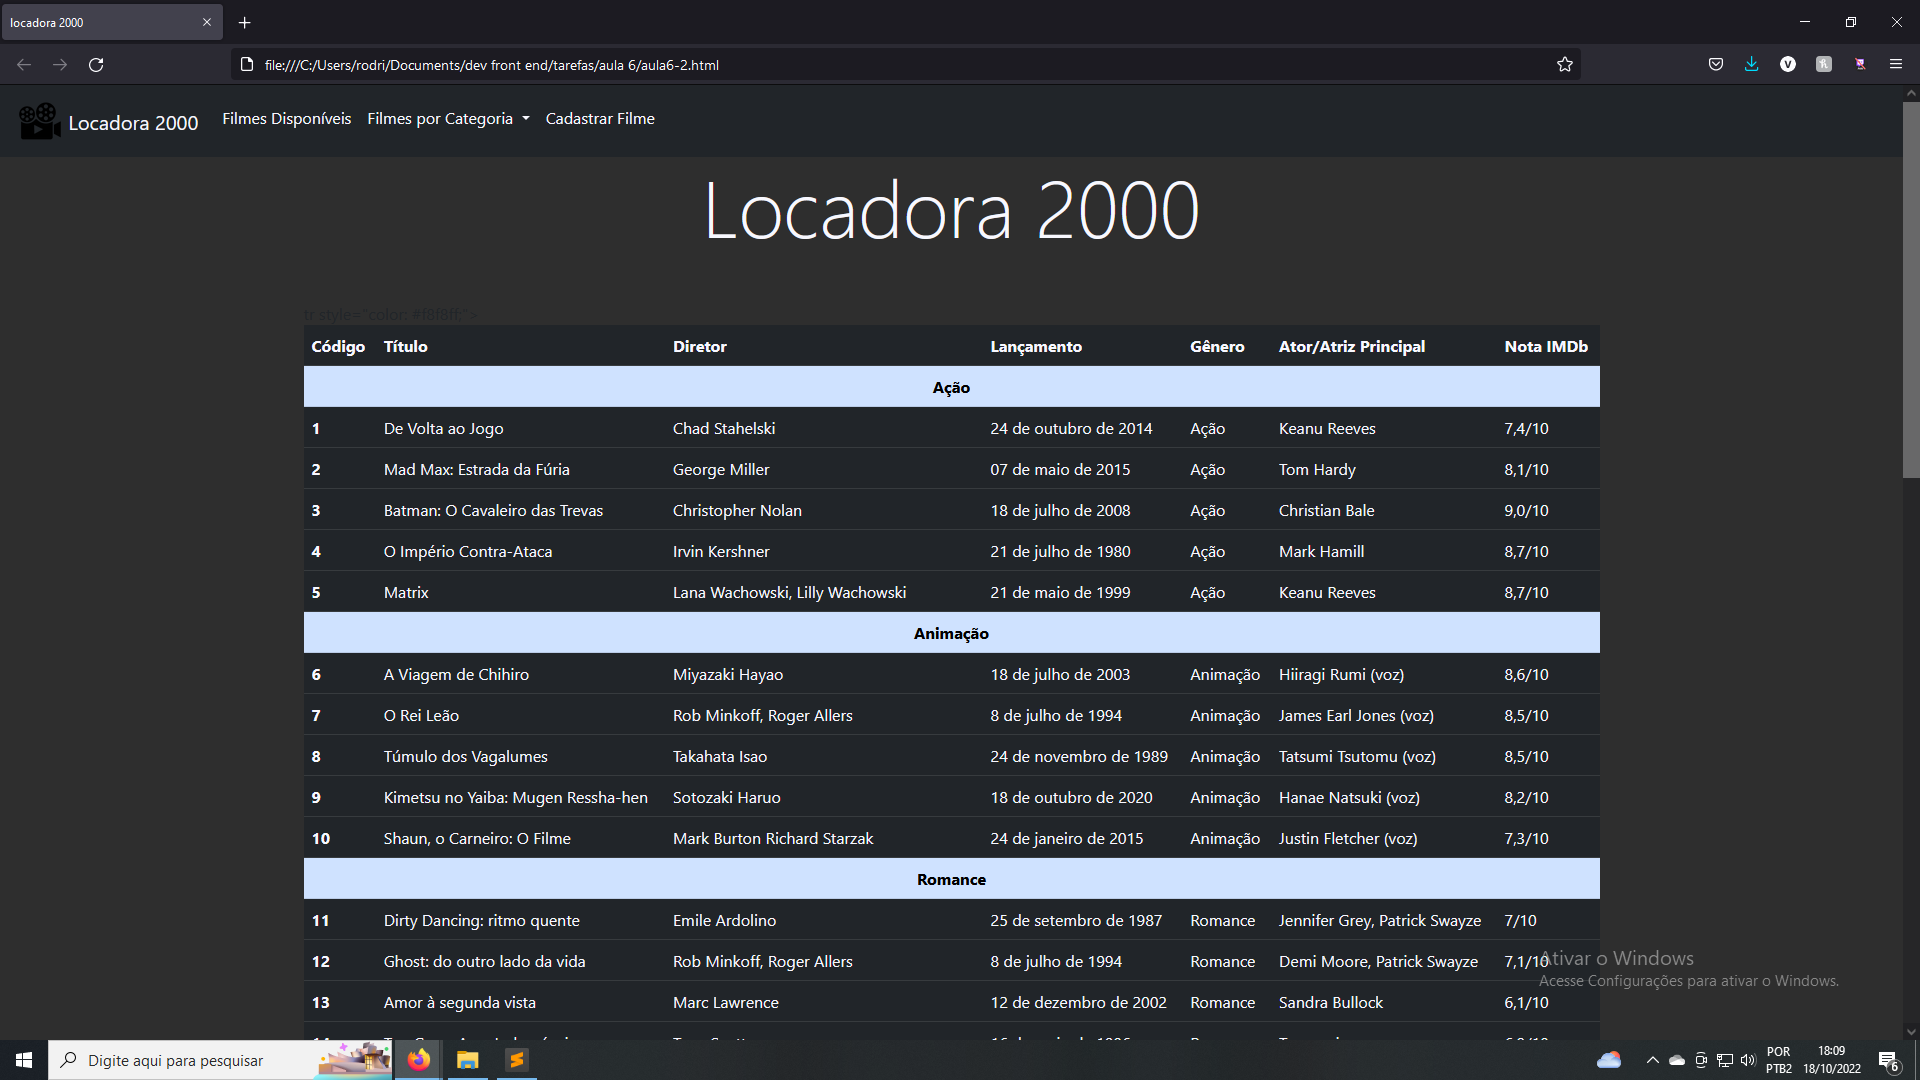 locadora 2000
file:///C:/Users/rodri/Documents/dev front end/tarefas/aula 6/aula6-2.html
Locadora 2000 Filmes Disponíveis Filmes por Categoria Cadastrar Filme
Locadora 2000
tr style="color: #f8f8ff;">
Código Título Diretor Lançamento Gênero Ator/Atriz Principal Nota IMDb
Ação
1 De Volta ao Jogo Chad Stahelski 24 de outubro de 2014 Ação Keanu Reeves 7,4/10
2 Mad Max: Estrada da Fúria George Miller 07 de maio de 2015 Ação Tom Hardy 8,1/10
3 Batman: O Cavaleiro das Trevas Christopher Nolan 18 de julho de 2008 Ação Christian Bale 9,0/10
4 O Império Contra-Ataca Irvin Kershner 21 de julho de 1980 Ação Mark Hamill 8,7/10
5 Matrix Lana Wachowski, Lilly Wachowski 21 de maio de 1999 Ação Keanu Reeves 8,7/10
Animação
6 A Viagem de Chihiro Miyazaki Hayao 18 de julho de 2003 Animação Hiiragi Rumi (voz) 8,6/10
7 O Rei Leão Rob Minkoff, Roger Allers 8 de julho de 1994 Animação James Earl Jones (voz) 8,5/10
8 Túmulo dos Vagalumes Takahata Isao 24 de novembro de 1989 Animação Tatsumi Tsutomu (voz) 8,5/10
9 Kimetsu no Yaiba: Mugen Ressha-hen Sotozaki Haruo 18 de outubro de 2020 Animação Hanae Natsuki (voz) 8,2/10
10 Shaun, o Carneiro: O Filme Mark Burton Richard Starzak 24 de janeiro de 2015 Animação Justin Fletcher (voz) 7,3/10
Romance
11 Dirty Dancing: ritmo quente Emile Ardolino 25 de setembro de 1987 Romance Jennifer Grey, Patrick Swayze 7/10
12 Ghost: do outro lado da vida Rob Minkoff, Roger Allers 8 de julho de 1994 Romance Demi Moore, Patrick Swayze 7,1/10
Ativar o Windows
Acesse Configurações para ativar o Windows.
13 Amor à segunda vista Marc Lawrence 12 de dezembro de 2002 Romance Sandra Bullock 6,1/10
Digite aqui para pesquisar
POR
PTB2
18:09
18/10/2022
6